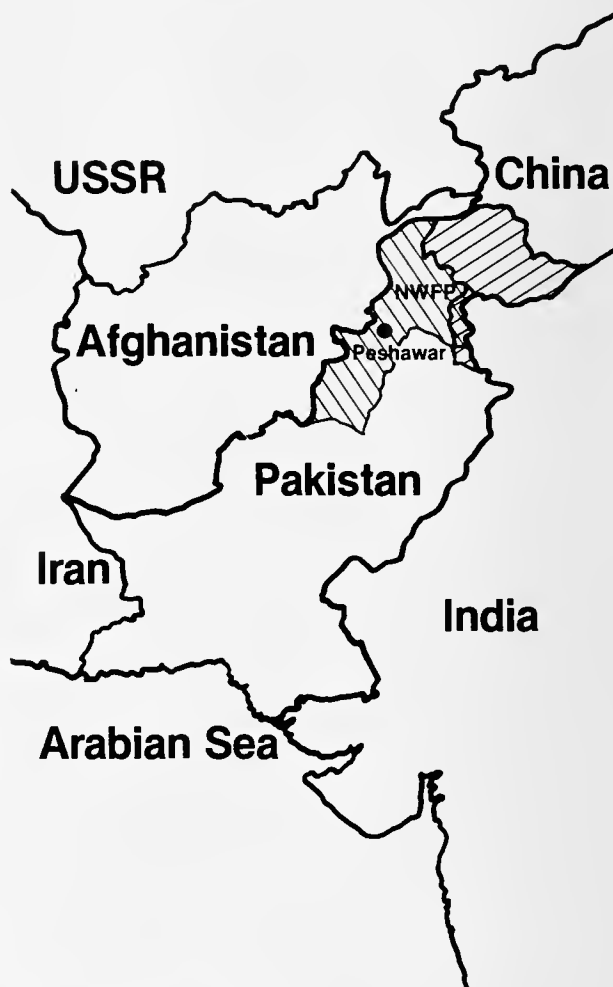 USSR
China
NWFP
Afghanistan
Peshawar
Pakistan
Iran
India
Arabian Sea